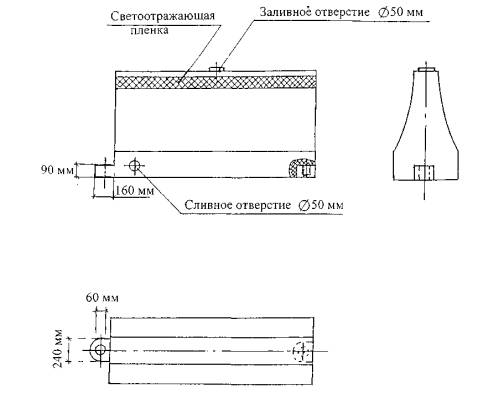 Светоотражающая
пленка
Заливное отверстие ∅50 мм
90 мм
160 мм
Сливное отверстие ∅50 мм
60 мм
240 мм